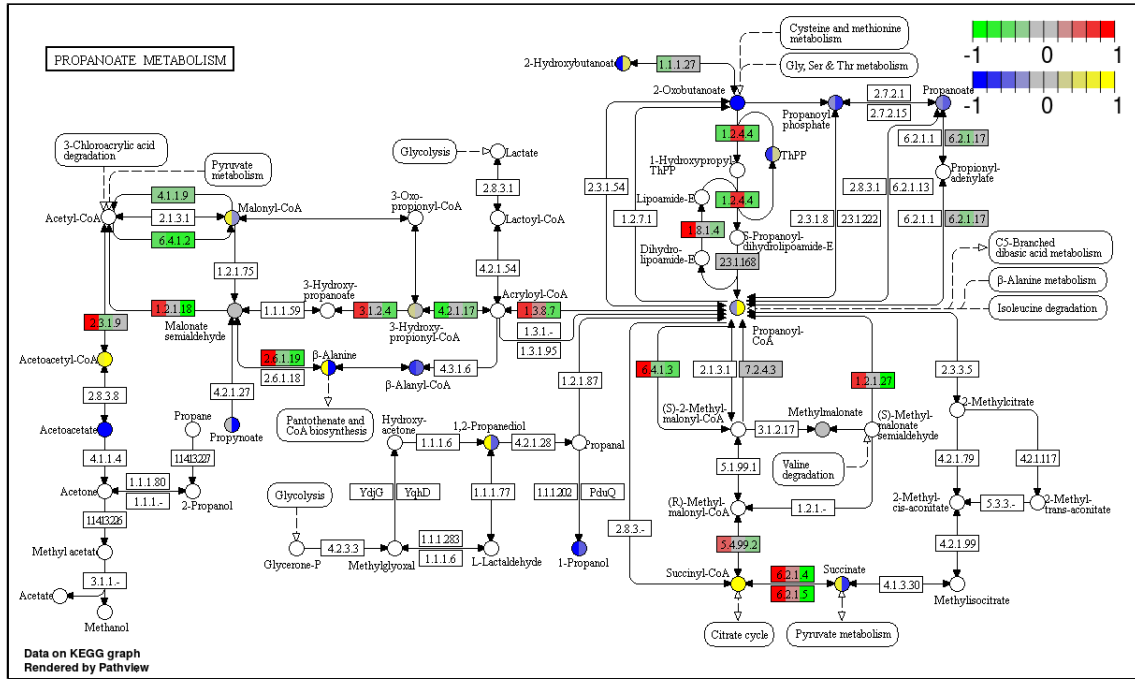 PROPANOATE METABOLISM
Cysteine and methionine
metabolism
Gly, Ser & Thr metabolism
-1 0 1
-1 0 1
2-Hydroxybutanoate
1.1.1.27
2-Oxobutanoate
Propanoyl
phosphate
2.7.2.1
2.7.2.15
Propanoate
3-Chloroacrylic acid
degradation
Pyruvate
metabolism
Glycolysis
Lactate
1.2.4.4
ThPP
6.2.1.1
6.2.1.17
1-Hydroxypropyl-
ThPP
Propionyl-
adenylate
2.8.3.1
2.3.1.54
Lipoamide-E
2.8.3.1
6.2.1.13
4.1.1.9
Acetyl-CoA
2.1.3.1
Malonyl-CoA
3-Oxo-
propionyl-CoA
Lactoyl-CoA
1.2.4.4
1.2.7.1
2.3.1.8
2.3.1.222
6.2.1.1
6.2.1.17
6.4.1.2
1.8.1.4
S-Propanoyl-
dihydrolipoamide-E
Dihydro-
lipoamide-E
2.3.1.168
C5-Branched
dibasic acid metabolism
1.2.1.75
4.2.1.54
β-Alanine metabolism
Isoleucine degradation
3-Hydroxy-
propanoate
Acryloyl-CoA
1.2.1.18
1.1.1.59
3.1.2.4
4.2.1.17
1.3.8.7
Malonate
semialdehyde
3-Hydroxy-
propionyl-CoA
1.3.1.-
1.3.1.95
Propanoyl-
CoA
2.3.1.9
Acetoacetyl-CoA
2.6.1.19
2.6.1.18
β-Alanine
β-Alanyl-CoA
4.3.1.6
1.2.1.87
6.4.1.3
2.1.3.1
7.2.4.3
1.2.1.27
2.3.3.5
2.8.3.8
4.2.1.27
Acetoacetate
Propane
Propynoate
Pantothenate and
CoA biosynthesis
Hydroxy-
acetone
1,2-Propanediol
1.1.1.6
4.2.1.28
Propanal
(S)-2-Methyl-
malonyl-CoA
Methylmalonate
3.1.2.17
(S)-Methyl-
malonate
semialdehyde
2-Methylcitrate
4.1.1.4
1.14.13.227
Valine
degradation
5.1.99.1
4.2.1.79
4.2.1.117
Acetone
1.1.1.80
1.1.1.-
2-Propanol
Glycolysis
YdjG
YqhD
1.1.1.77
1.1.1.202
PduQ
(R)-Methyl-
malonyl-CoA
1.2.1.-
2-Methyl-
cis-aconitate
5.3.3.-
2-Methyl-
trans-aconitate
1.14.13.226
2.8.3.-
Methyl acetate
Glycerone-P
4.2.3.3
Methylglyoxal
1.1.1.283
1.1.1.6
L-Lactaldehyde
1-Propanol
5.4.99.2
4.2.1.99
3.1.1.-
Acetate
Methanol
Succinyl-CoA
6.2.1.4
6.2.1.5
Succinate
4.1.3.30
Methylisocitrate
Citrate cycle
Pyruvate metabolism
Data on KEGG graph
Rendered by Pathview